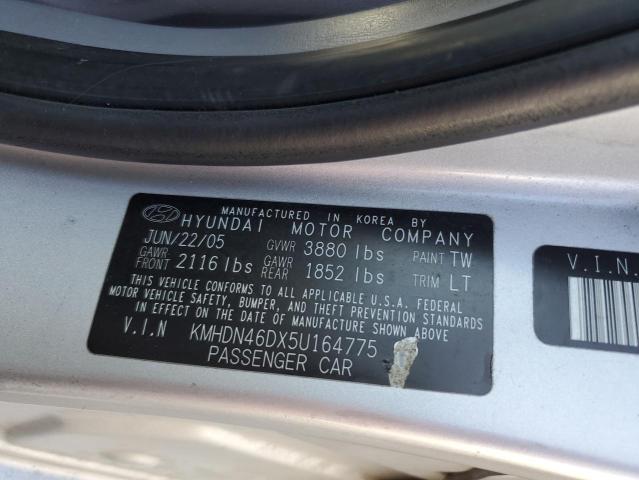 MANUFACTURED IN KOREA BY
HYUNDAI MOTOR COMPANY
JUN/22/05 GVWR 3880 lbs PAINT TW
GAWR FRONT 2116 lbs GAWR REAR 1852 lbs TRIM LT
THIS VEHICLE CONFORMS TO ALL APPLICABLE U.S.A. FEDERAL
MOTOR VEHICLE SAFETY, BUMPER, AND THEFT PREVENTION STANDARDS
IN EFFECT ON THE DATE OF MANUFACTURE SHOWN ABOVE
V.I.N KMHDN46DX5U164775
PASSENGER CAR
V.I.N.